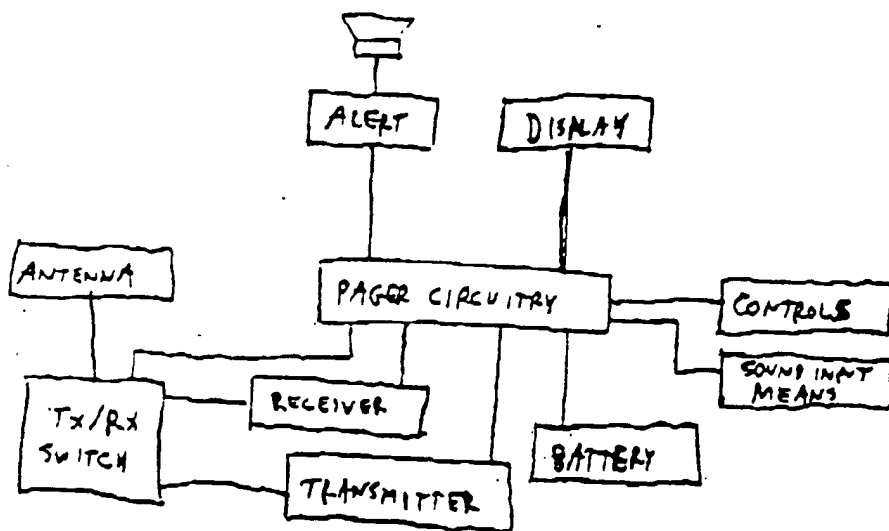 ALERT
DISPLAY
ANTENNA
PAGER CIRCUITRY
CONTROLS
SOUND INPUT
MEANS
TX/RX
SWITCH
RECEIVER
TRANSMITTER
BATTERY